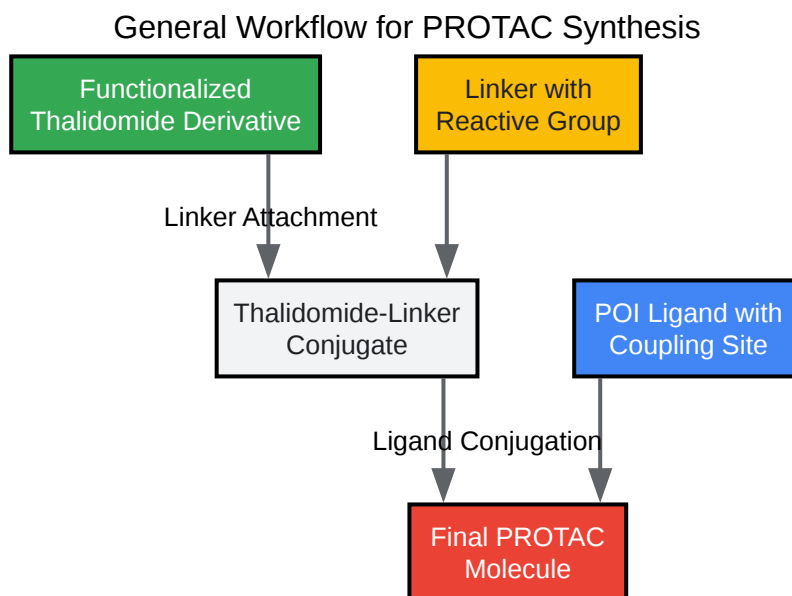 General Workflow for PROTAC Synthesis
Functionalized
Thalidomide Derivative
Linker with
Reactive Group
Linker Attachment
Thalidomide-Linker
Conjugate
POI Ligand with
Coupling Site
Ligand Conjugation
Final PROTAC
Molecule